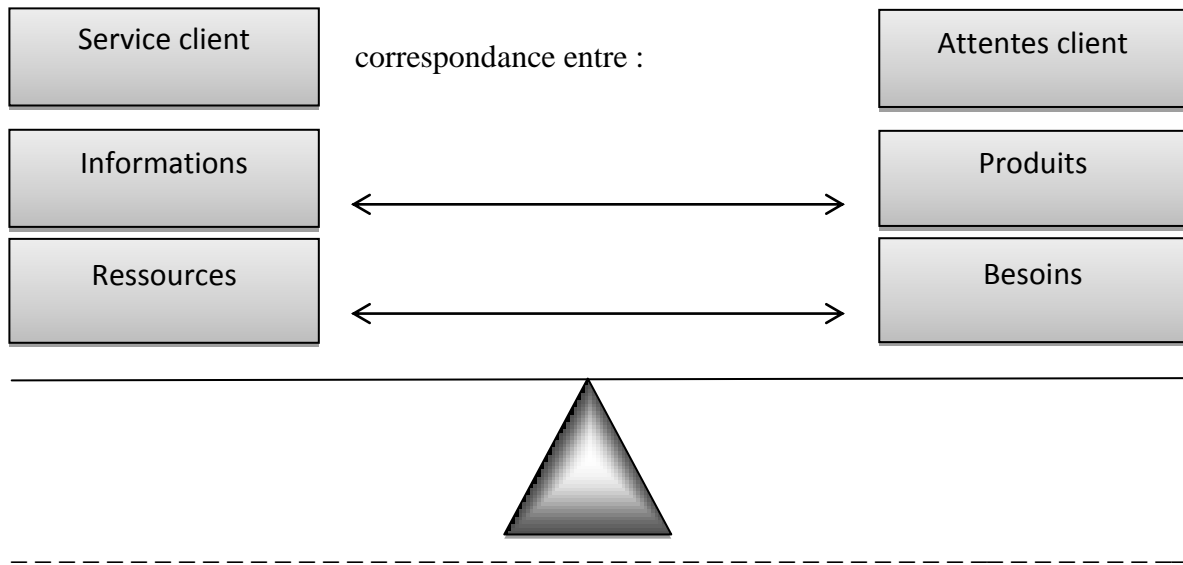 Service client
correspondance entre :
Attentes client
Informations
Produits
Ressources
Besoins